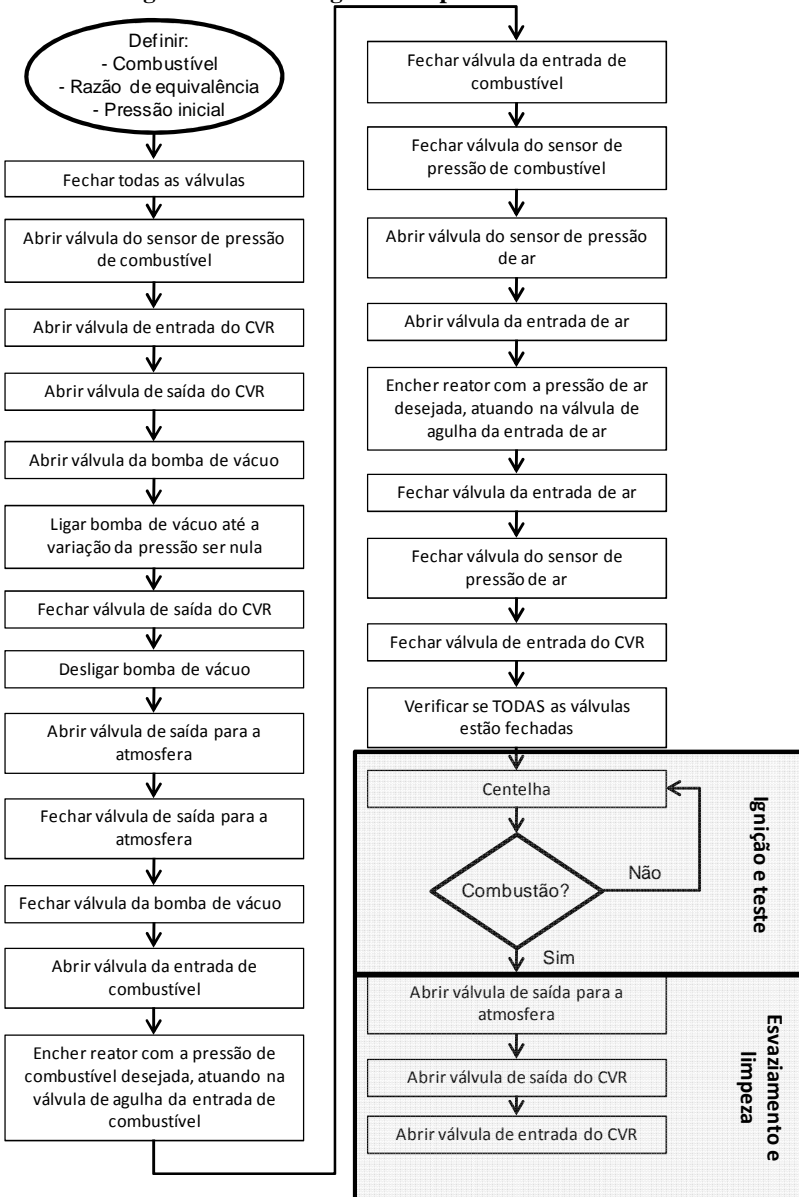 Definir:
- Combustível
- Razão de equivalência
- Pressão inicial
Fechar todas as válvulas
Abrir válvula do sensor de pressão
de combustível
Abrir válvula de entrada do CVR
Abrir válvula de saída do CVR
Abrir válvula da bomba de vácuo
Ligar bomba de vácuo até a
variação da pressão ser nula
Fechar válvula de saída do CVR
Desligar bomba de vácuo
Abrir válvula de saída para a
atmosfera
Fechar válvula de saída para a
atmosfera
Fechar válvula da bomba de vácuo
Abrir válvula da entrada de
combustível
Encher reator com a pressão de
combustível desejada, atuando na
válvula de agulha da entrada de
combustível
Fechar válvula da entrada de
combustível
Fechar válvula do sensor de
pressão de combustível
Abrir válvula do sensor de pressão
de ar
Abrir válvula da entrada de ar
Encher reator com a pressão de ar
desejada, atuando na válvula de
agulha da entrada de ar
Fechar válvula da entrada de ar
Fechar válvula do sensor de
pressão de ar
Fechar válvula de entrada do CVR
Verificar se TODAS as válvulas
estão fechadas
Centelha
Combustão?
Não
Sim
Ignição e teste
Abrir válvula de saída para a
atmosfera
Abrir válvula de saída do CVR
Abrir válvula de entrada do CVR
Esvaziamento e
limpeza